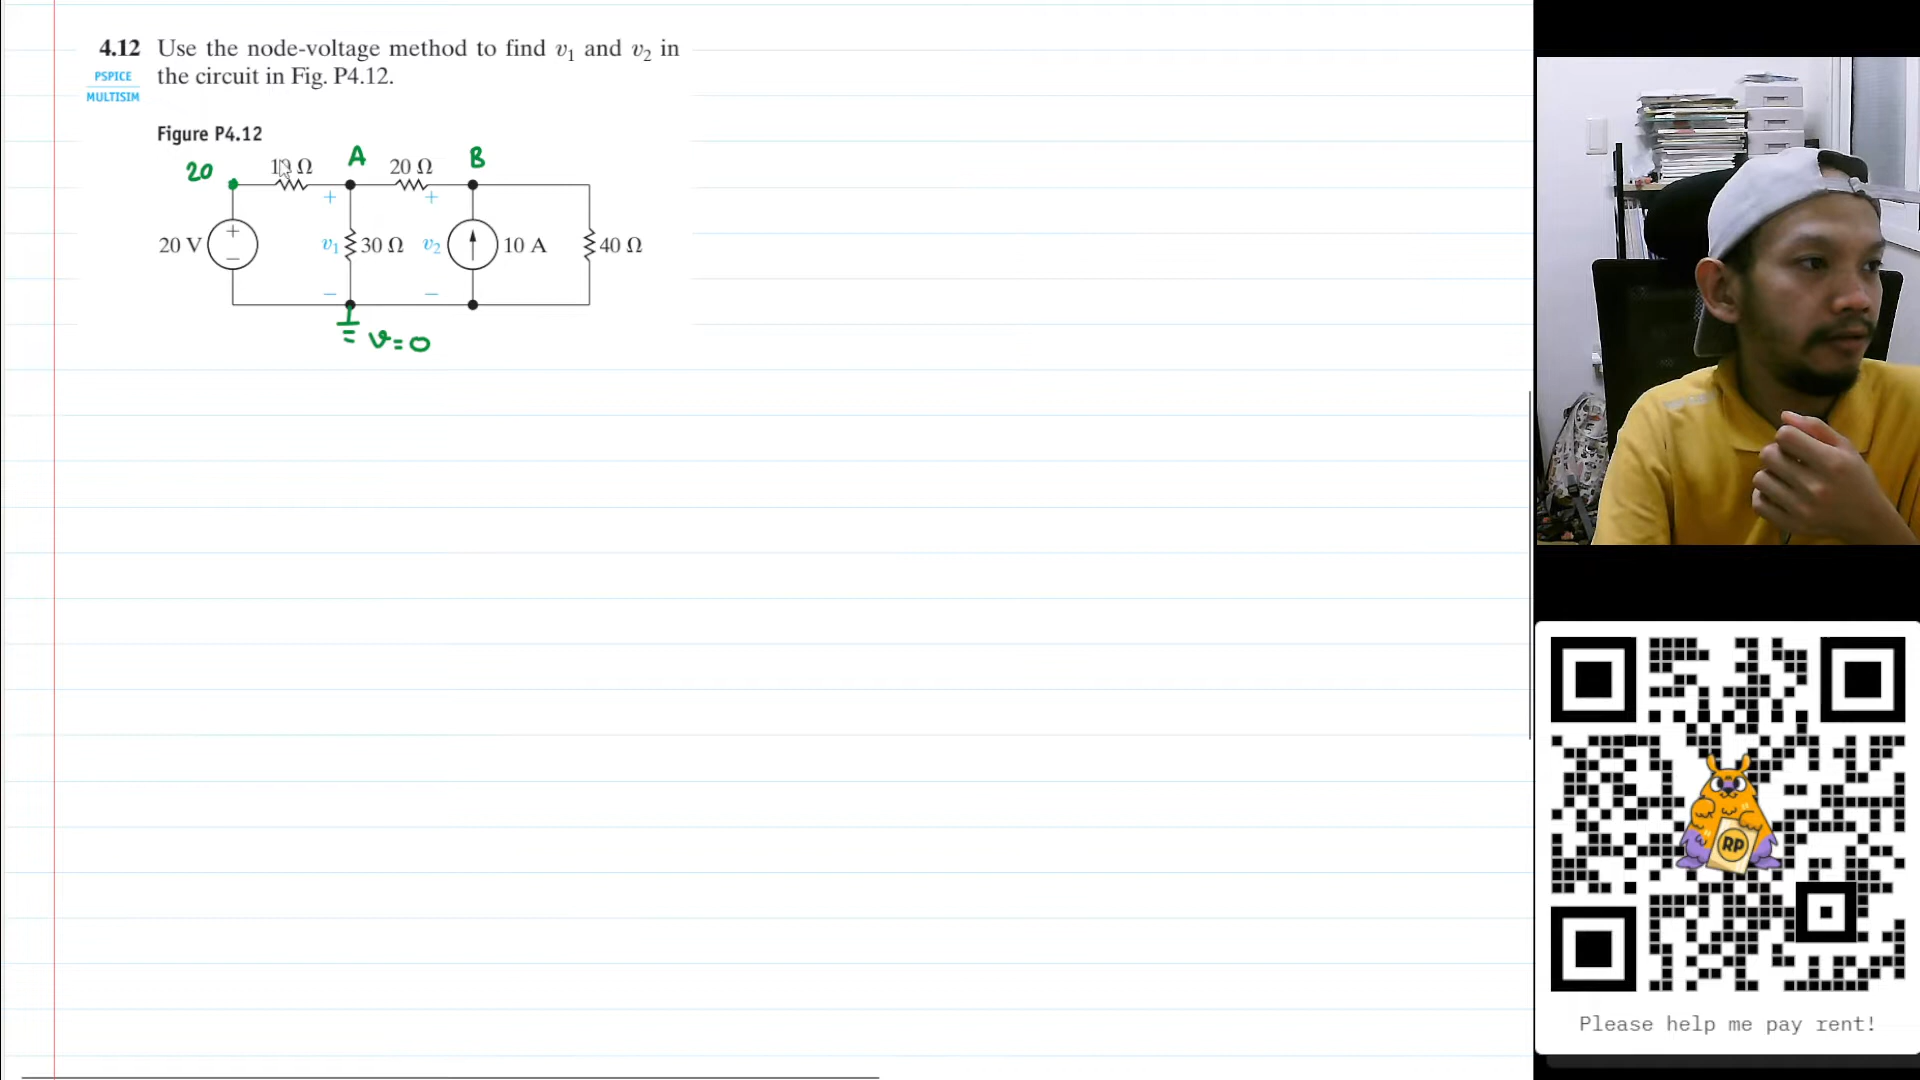 4.12 Use the node-voltage method to find v₁ and v₂ in
PSPICE the circuit in Fig. P4.12.
MULTISIM
Figure P4.12
20 Ω A 20 Ω B
20 V + − + v₁ − 30 Ω + v₂ − 10 A 40 Ω
v=0
RP
Please help me pay rent!